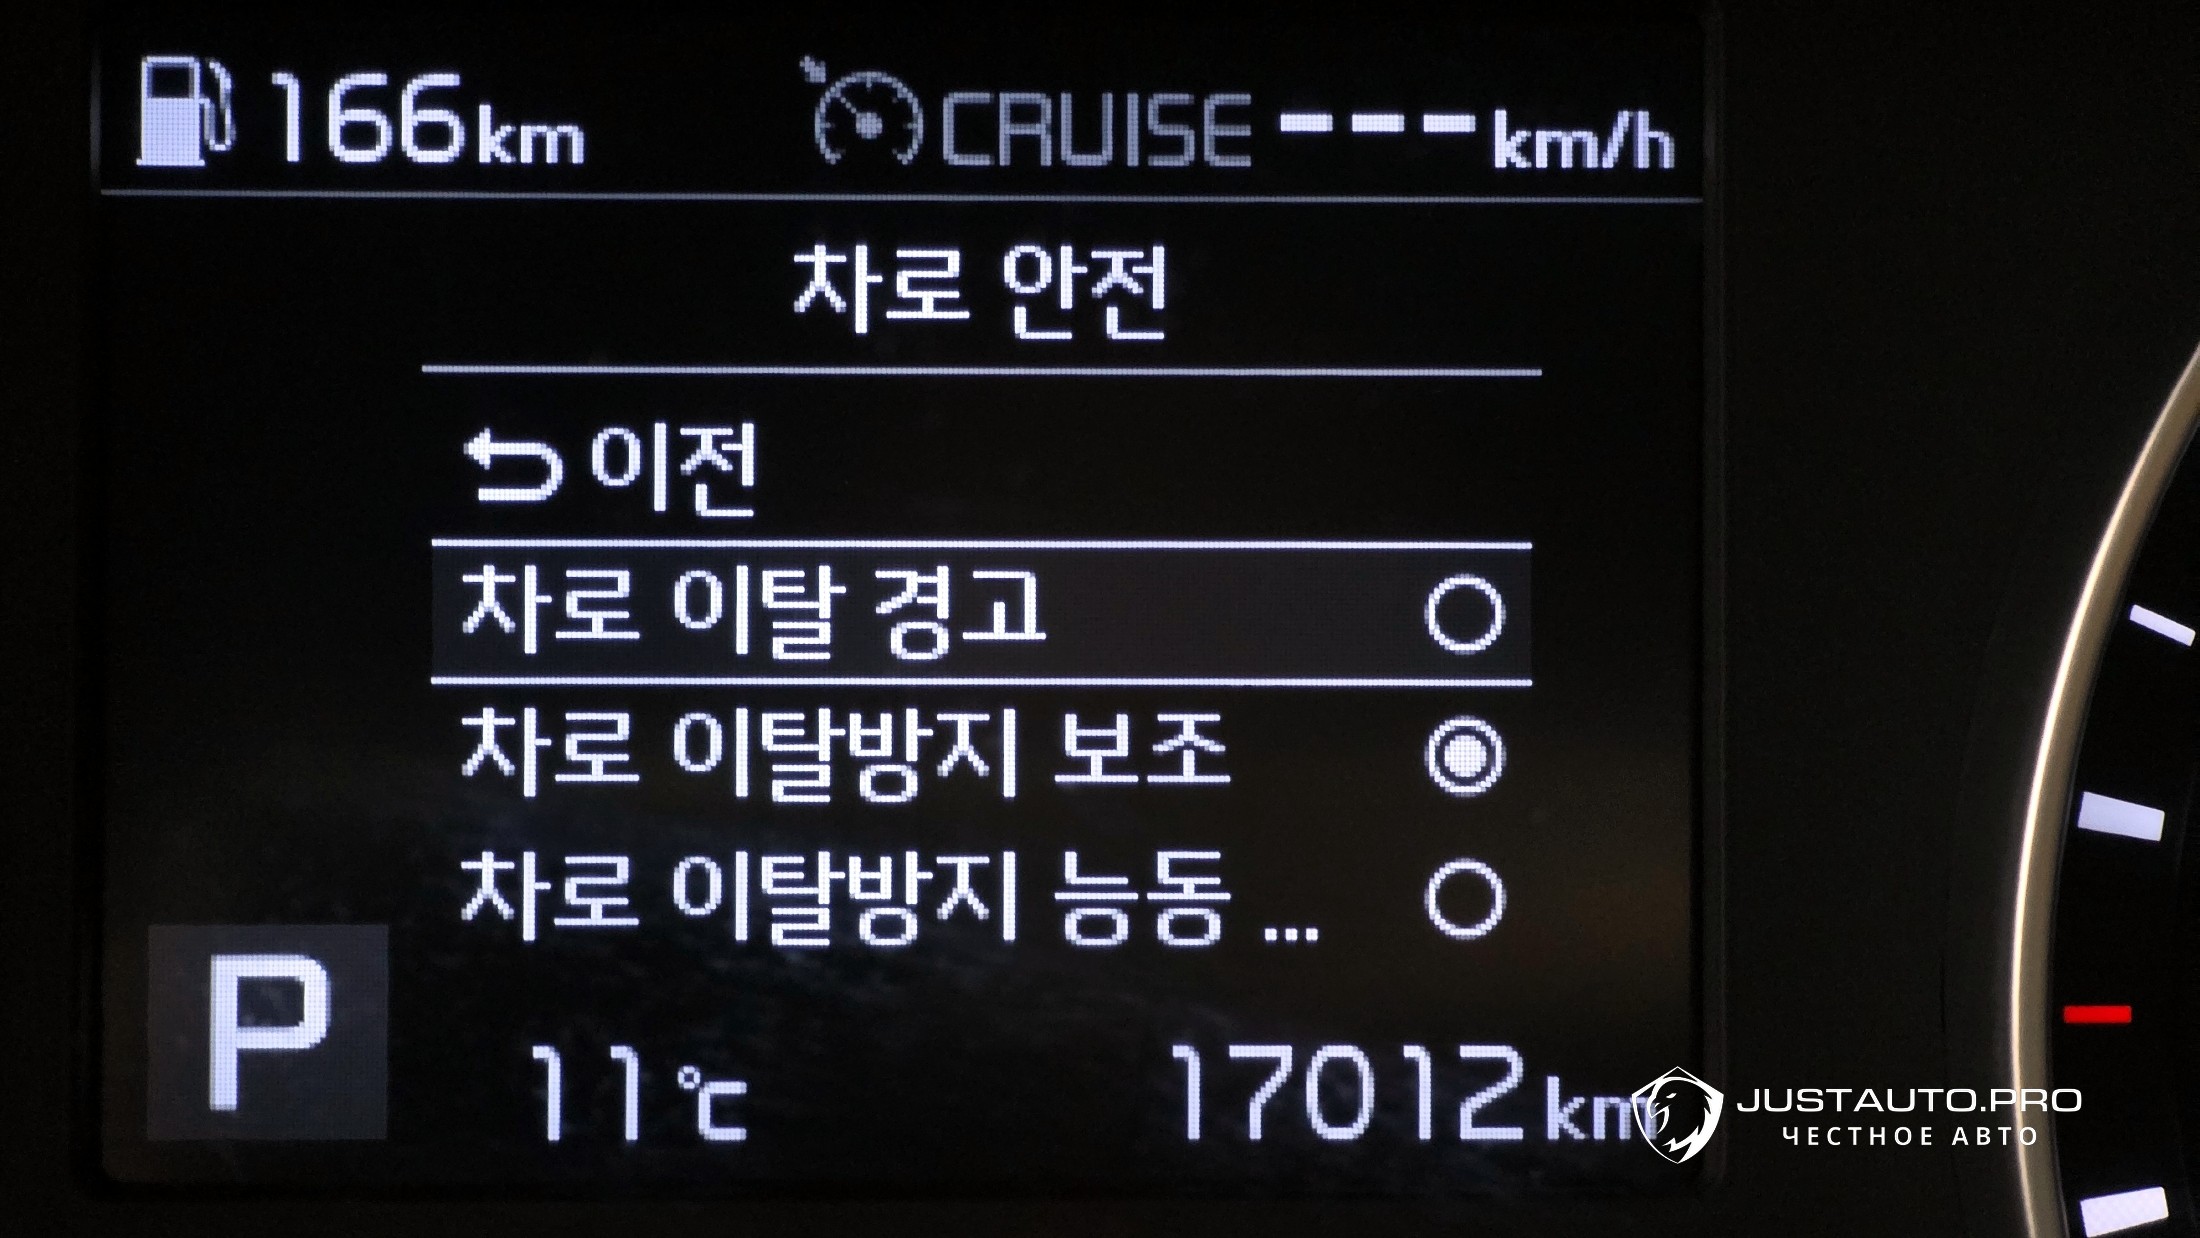 166km CRUISE ---km/h
차로 안전
이전
차로 이탈 경고
차로 이탈방지 보조
차로 이탈방지 능동 ...
P
11℃ 17012km
JUSTAUTO.PRO
ЧЕСТНОЕ АВТО